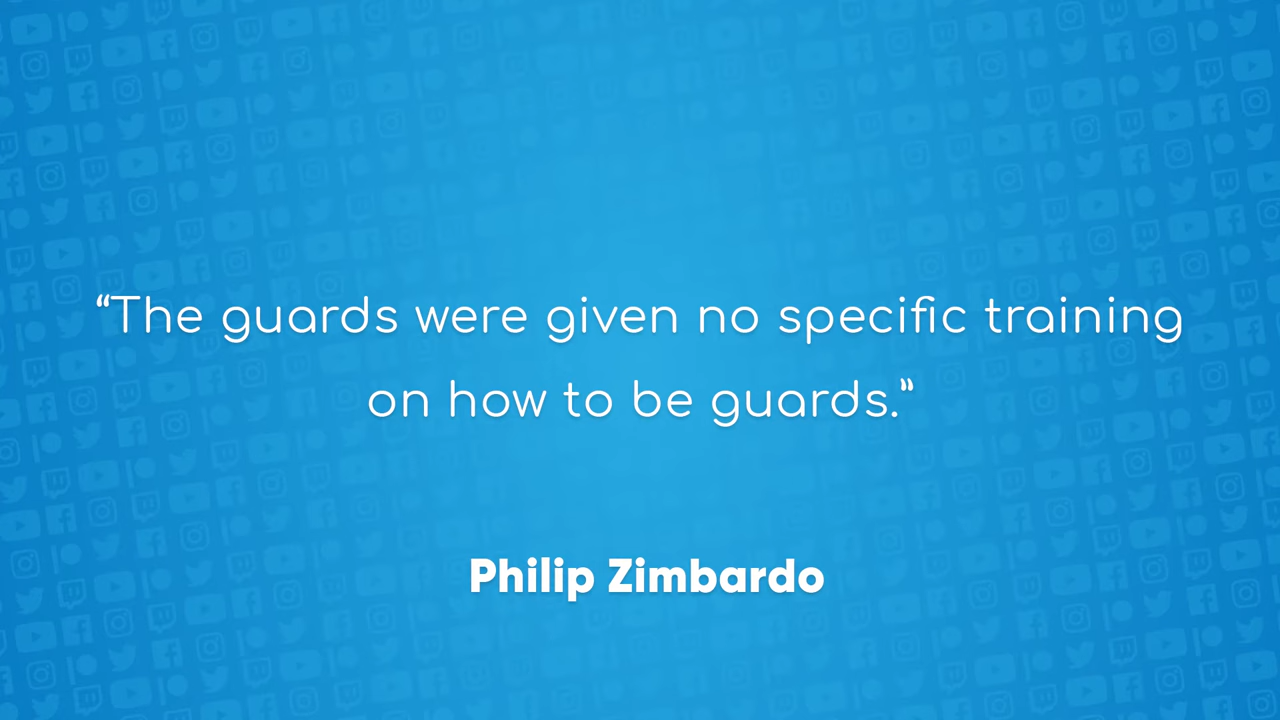 “The guards were given no specific training
on how to be guards.”
Philip Zimbardo